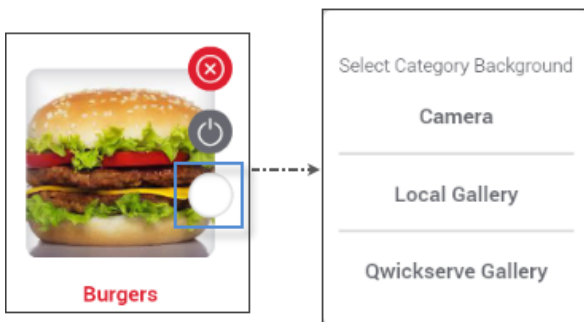 Burgers
Select Category Background
Camera
Local Gallery
Qwickserve Gallery